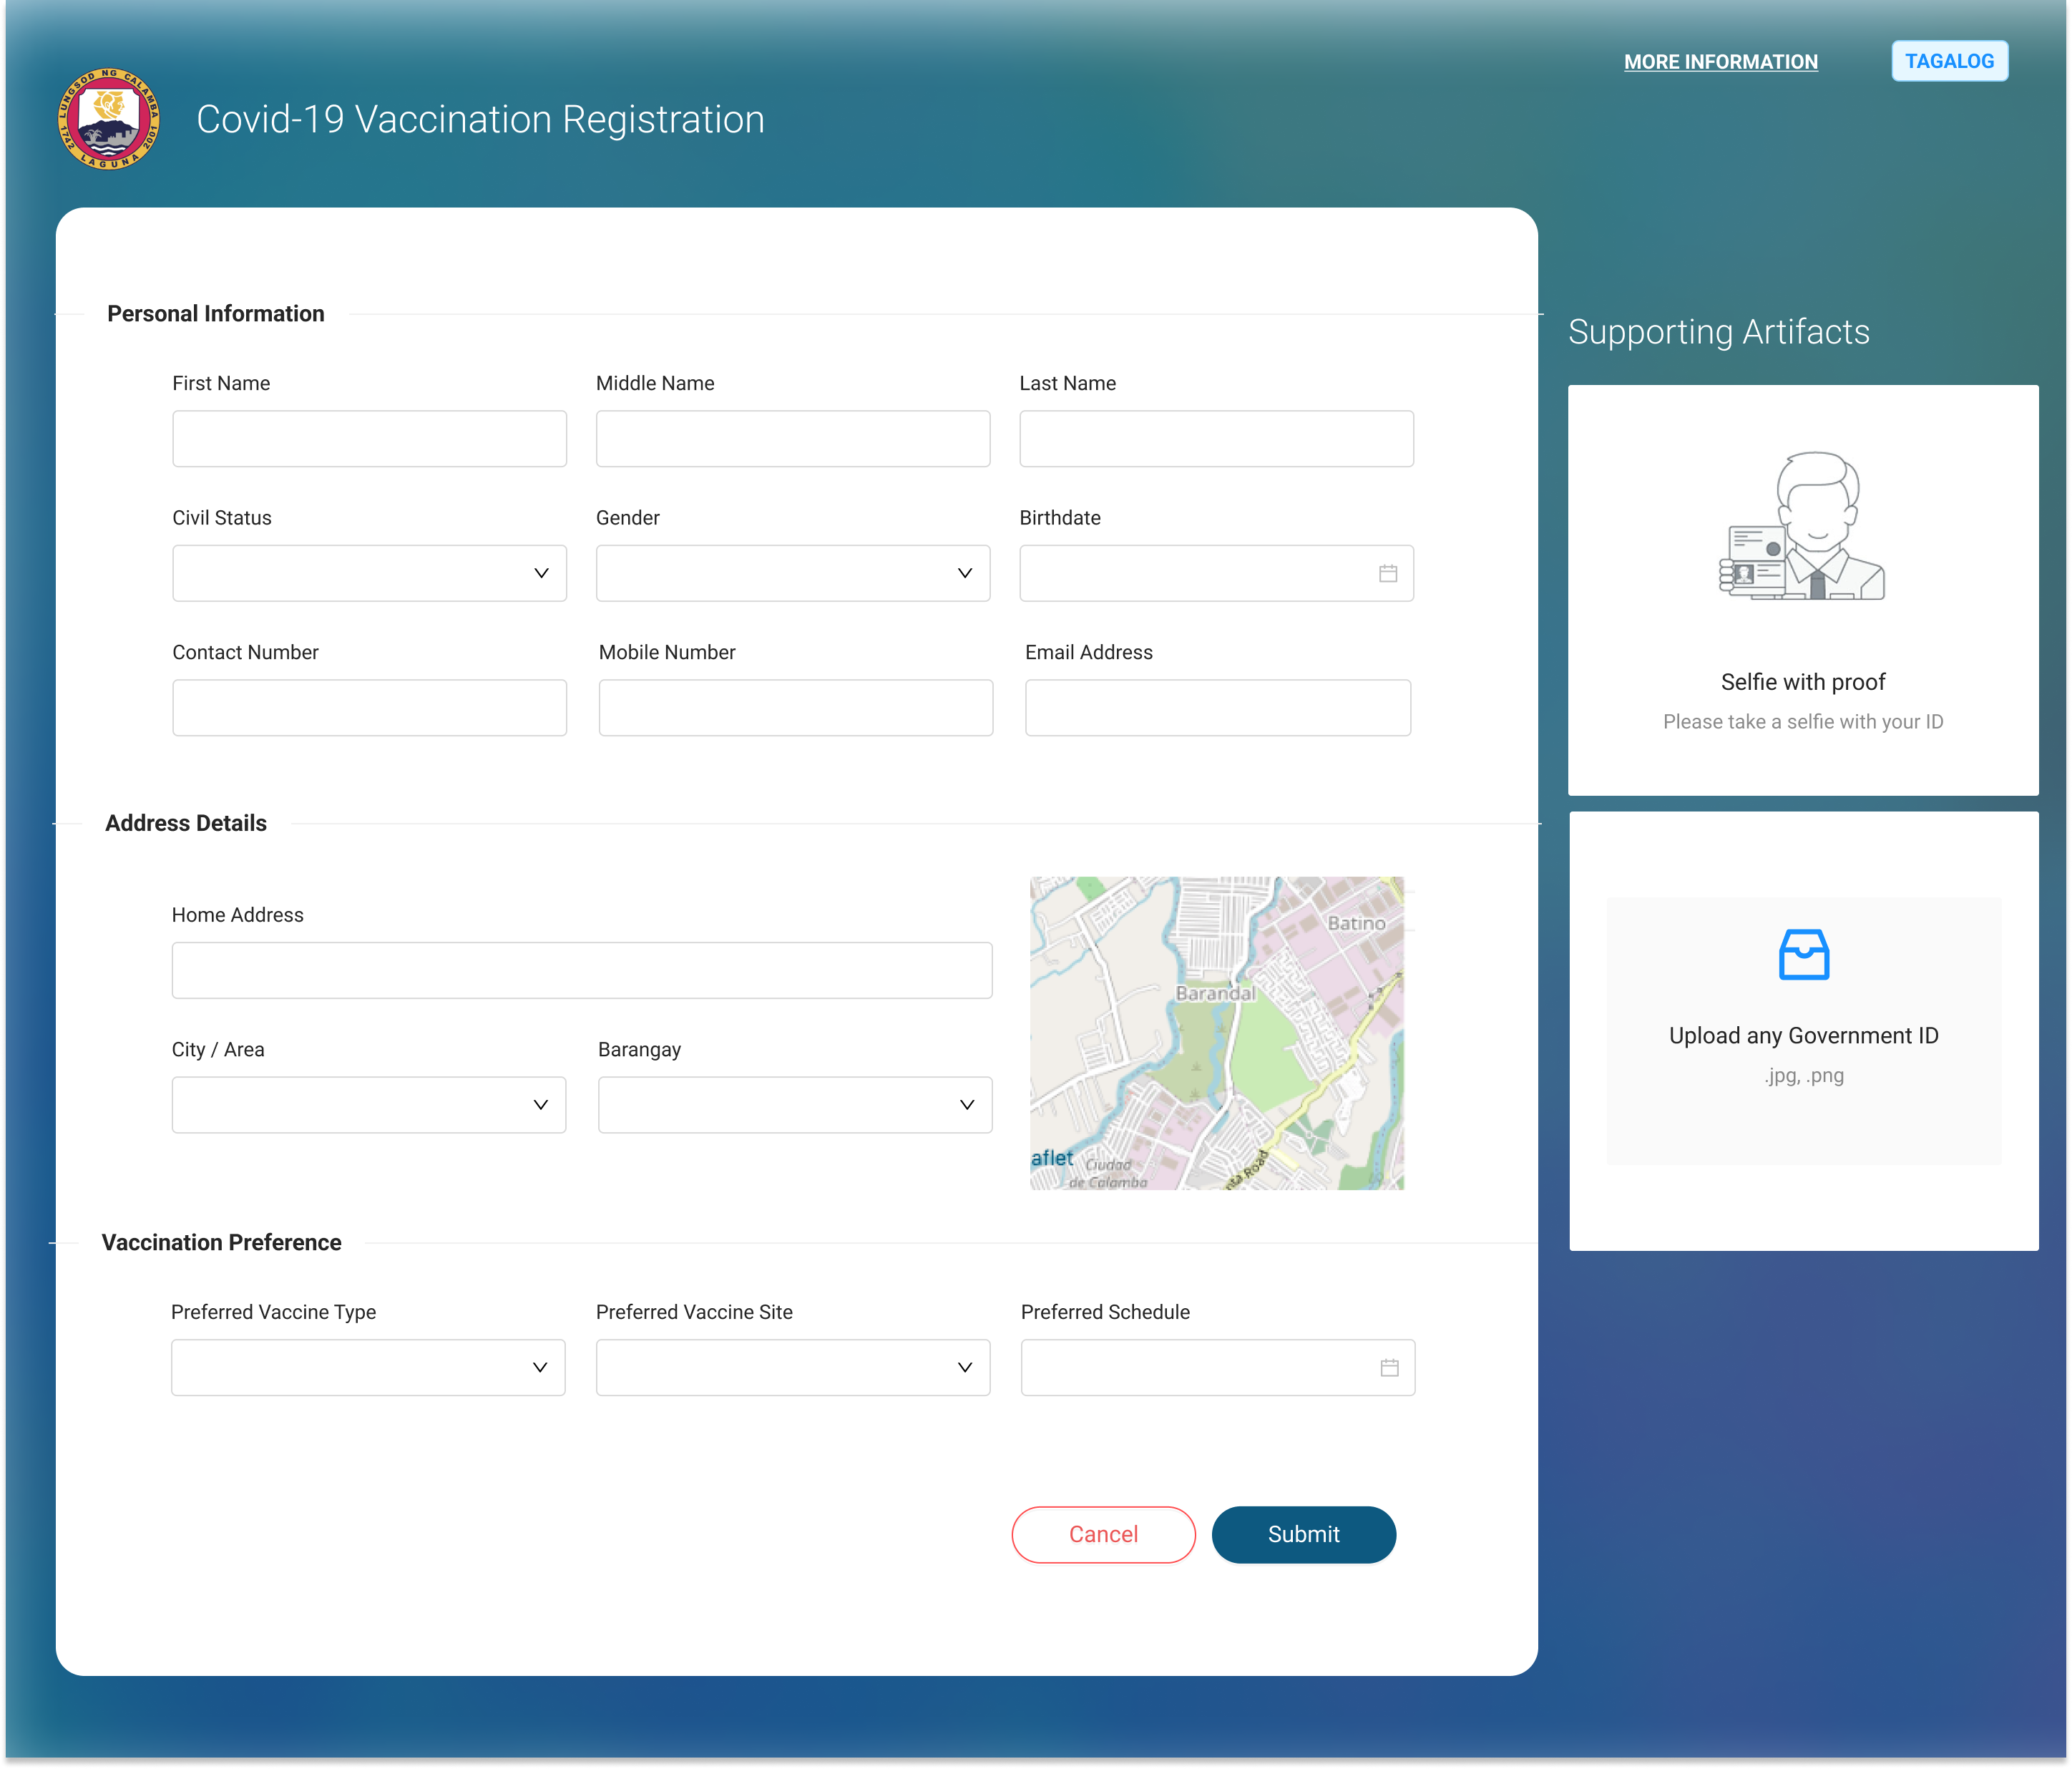 MORE INFORMATION
TAGALOG
LUNGSOD NG CALAMBA
1742 LAGUNA 2001
Covid-19 Vaccination Registration
Personal Information
First Name
Middle Name
Last Name
Civil Status
Gender
Birthdate
Contact Number
Mobile Number
Email Address
Address Details
Home Address
City / Area
Barangay
Batino
Barandal
aflet
Ciudad
de Calamba
nta Road
Vaccination Preference
Preferred Vaccine Type
Preferred Vaccine Site
Preferred Schedule
Cancel
Submit
Supporting Artifacts
Selfie with proof
Please take a selfie with your ID
Upload any Government ID
.jpg, .png